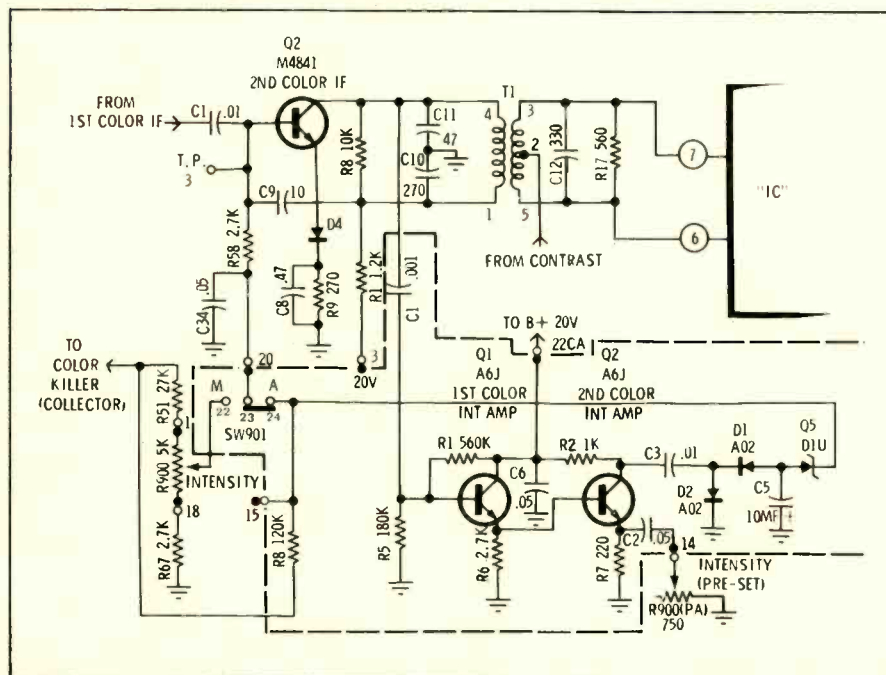 Q2
M4841
2ND COLOR IF
FROM
1ST COLOR IF
C1 .01
T.P.
3
C9 10
R58 2.7K
C34 .05
D4
C8 .47
R9 270
R8 10K
R1 1.2K
C11
47
C10
270
.001
C1
T1
4
3
2
1
5
C12 330
R17 560
7
6
"IC"
FROM CONTRAST
TO
COLOR
KILLER
(COLLECTOR)
R51 27K
1
R900 5K
INTENSITY
18
R67 2.7K
20
M
A
22
23
24
SW901
3
20V
15
R8 120K
TO B+ 20V
22CA
Q1
A6J
1ST COLOR
INT AMP
Q2
A6J
2ND COLOR
INT AMP
R1 560K
R2 1K
C6
.05
R5 180K
R6 2.7K
R7 220
C2 .05
C3 .01
D1
A02
D2
A02
Q5
D1U
C5
10MF
14
INTENSITY
(PRE-SET)
R900(PA)
750